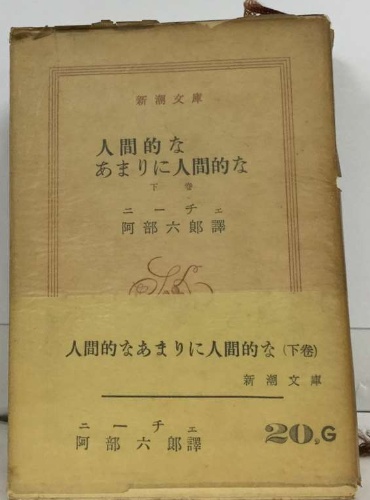 新潮文庫
人間的な
あまりに人間的な
下巻
ニーチェ
阿部六郎譯
人間的なあまりに人間的な(下卷)
新潮文庫
ニーチェ
阿部六郎譯
20,G